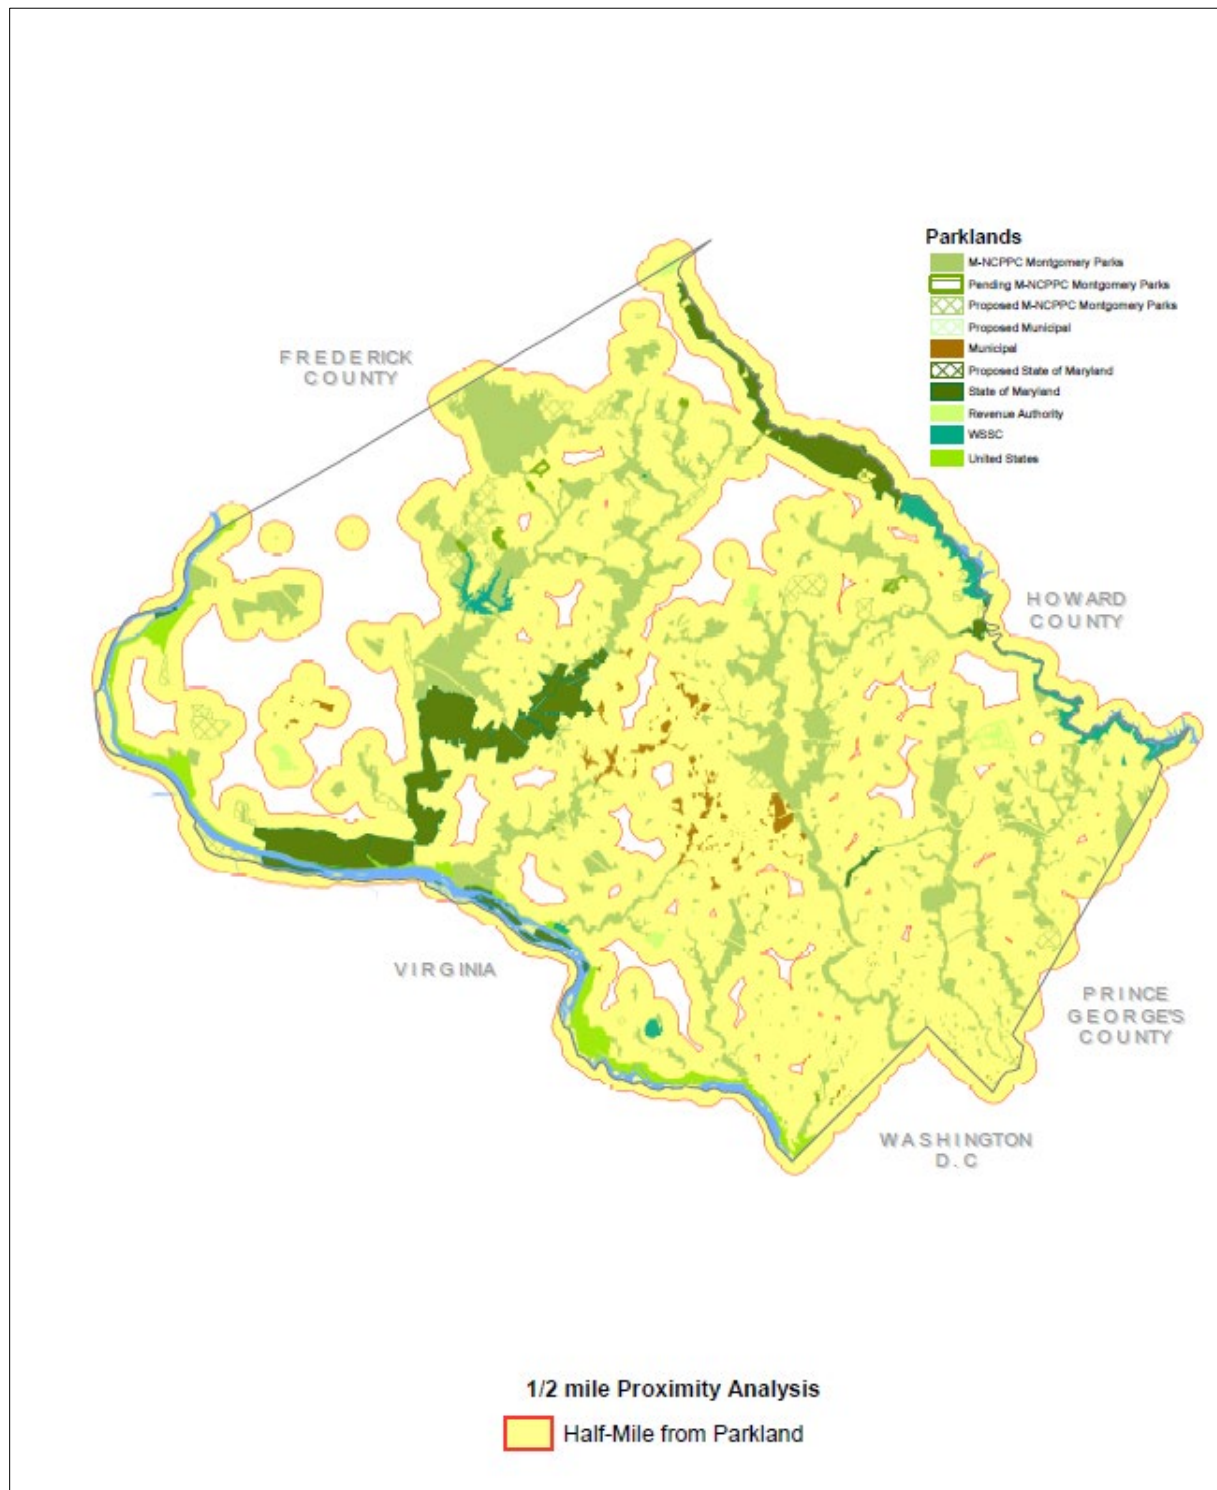 Parklands
M-NCPPC Montgomery Parks
Pending M-NCPPC Montgomery Parks
Proposed M-NCPPC Montgomery Parks
Proposed Municipal
Municipal
Proposed State of Maryland
State of Maryland
Revenue Authority
WSSC
United States
FREDERICK
COUNTY
HOWARD
COUNTY
VIRGINIA
PRINCE
GEORGE'S
COUNTY
WASHINGTON
D.C
1/2 mile Proximity Analysis
Half-Mile from Parkland